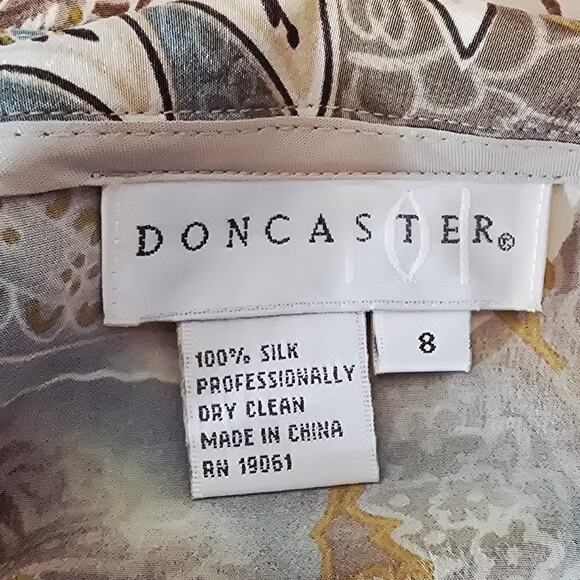 DONCASTER®
100% SILK
PROFESSIONALLY
DRY CLEAN
MADE IN CHINA
RN 19061
8